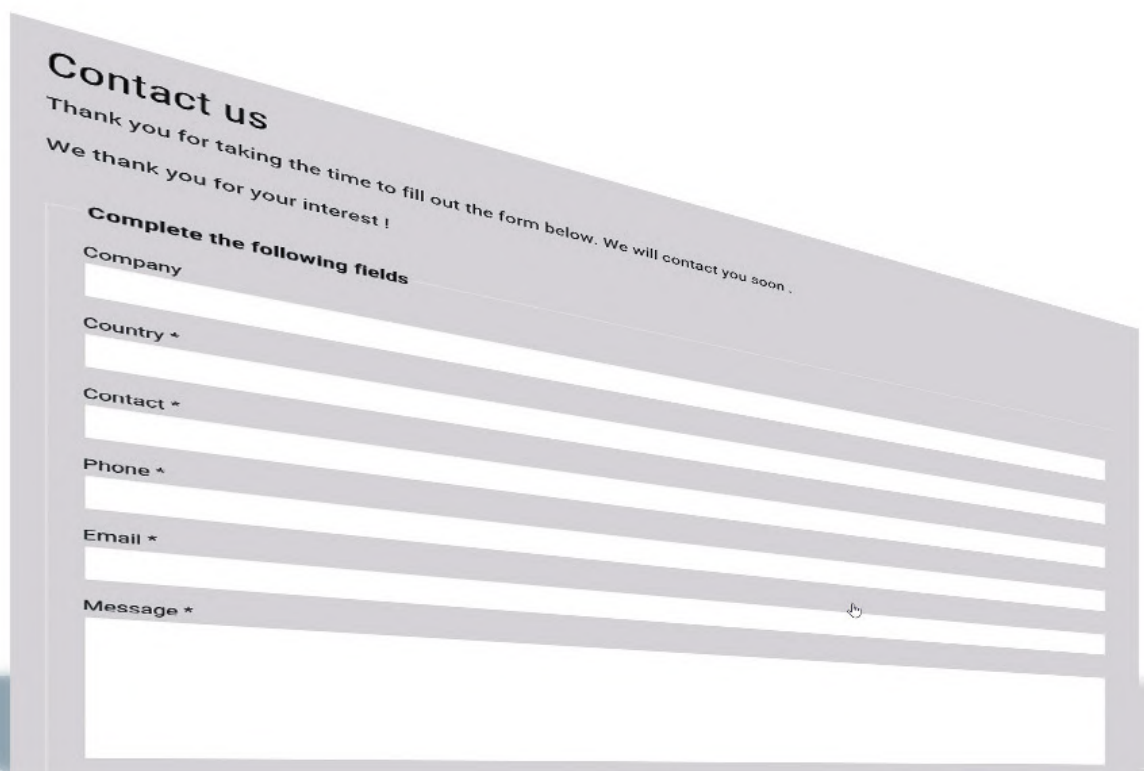 Contact us
Thank you for taking the time to fill out the form below. We will contact you soon .
We thank you for your interest !
Complete the following fields
Company
Country *
Contact *
Phone *
Email *
Message *